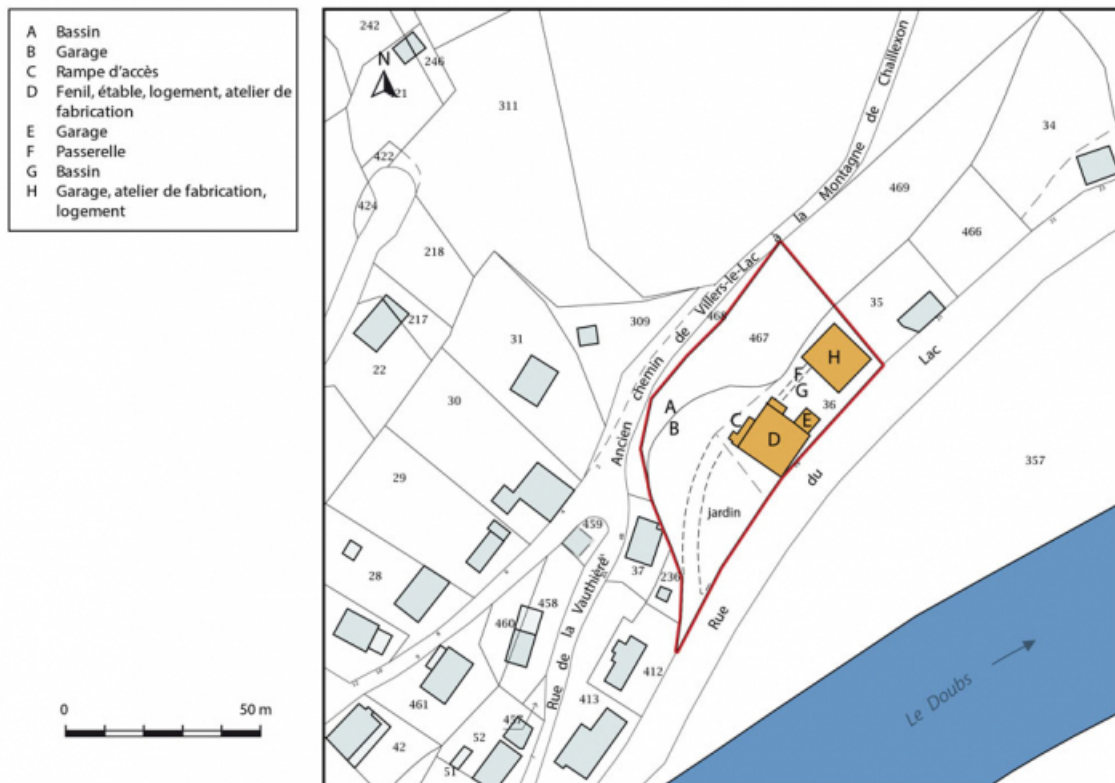 A Bassin
B Garage
C Rampe d'accès
D Fenil, étable, logement, atelier de
fabrication
E Garage
F Passerelle
G Bassin
H Garage, atelier de fabrication,
logement
0 50 m
242
246
N
21
311
34
422
424
469
218
466
Ancien chemin de Villers-le-Lac à la Montagne de Chaillexon
217
309
468
467
35
31
22
H
F
G
36
30
A
B
C
E
D
357
29
jardin
459
37
236
28
458
460
412
461
413
457
42
52
51
Rue de la Vauthière
Rue du Lac
Le Doubs